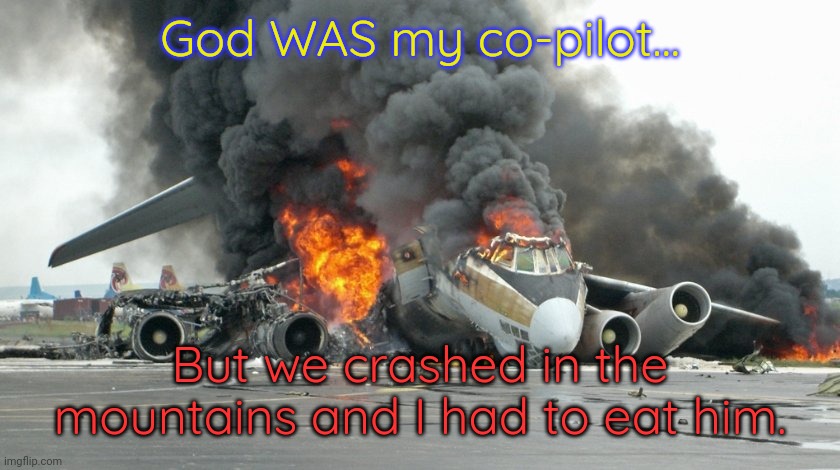 God WAS my co-pilot...
But we crashed in the
mountains and I had to eat him.
imgflip.com